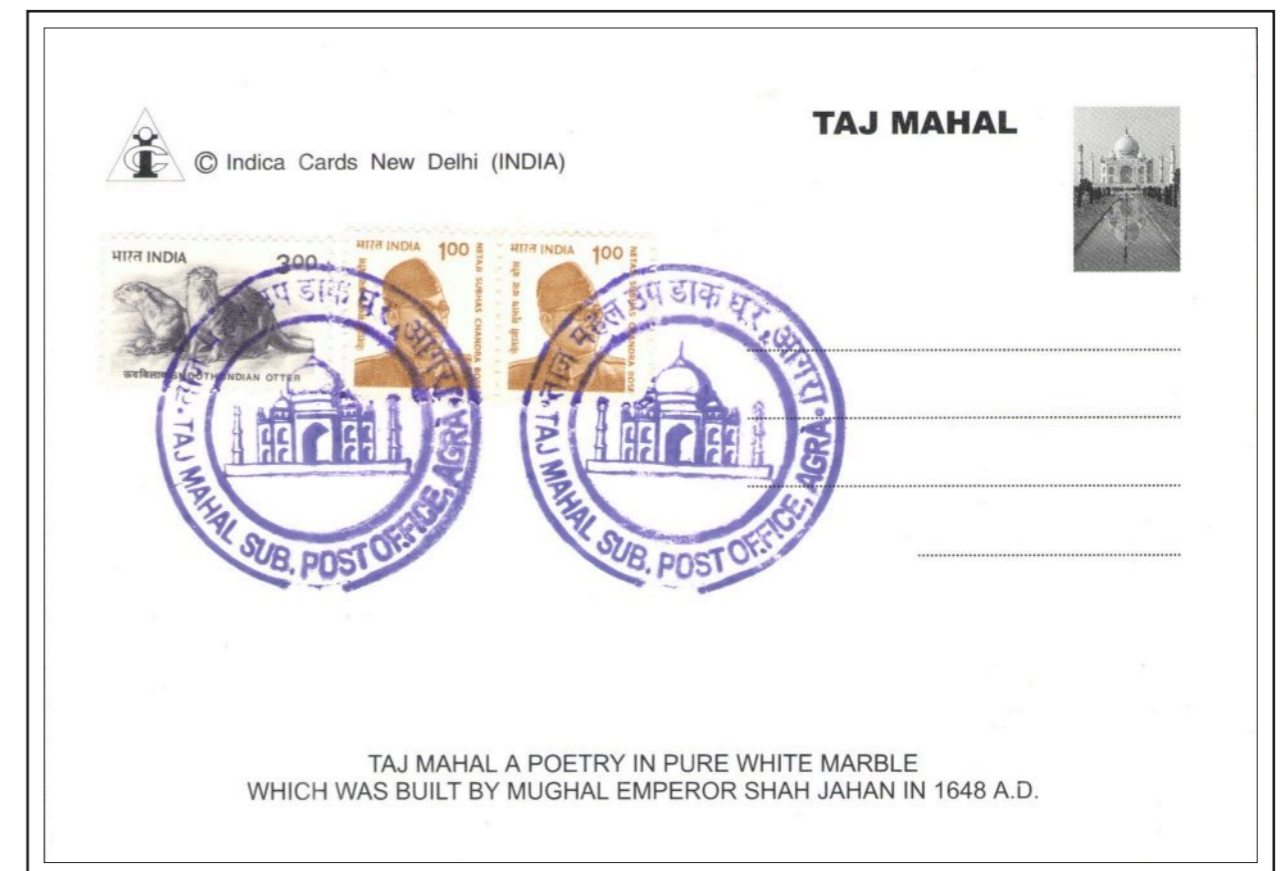 TAJ MAHAL
© Indica Cards New Delhi (INDIA)
भारत INDIA 3.00
ऊदबिलाव SMOOTH INDIAN OTTER
भारत INDIA 1.00
NETAJI SUBHAS CHANDRA BOSE
भारत INDIA 1.00
नेताजी सुभाष चन्द्र बोस
NETAJI SUBHAS CHANDRA BOSE
ताज उप डाक घर, आगरा
TAJ MAHAL SUB. POST OFFICE, AGRA
ताज महल उप डाक घर, आगरा
TAJ MAHAL SUB. POST OFFICE, AGRA
TAJ MAHAL A POETRY IN PURE WHITE MARBLE
WHICH WAS BUILT BY MUGHAL EMPEROR SHAH JAHAN IN 1648 A.D.